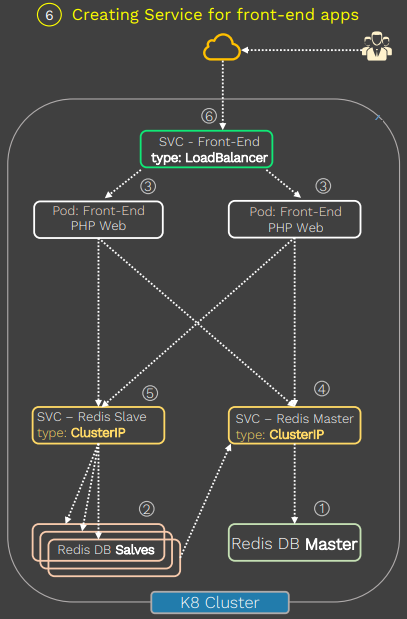 6 Creating Service for front-end apps
6
SVC - Front-End
type: LoadBalancer
3
3
Pod: Front-End
PHP Web
Pod: Front-End
PHP Web
5
4
SVC – Redis Slave
type: ClusterIP
SVC – Redis Master
type: ClusterIP
2
1
Redis DB Salves
Redis DB Master
K8 Cluster